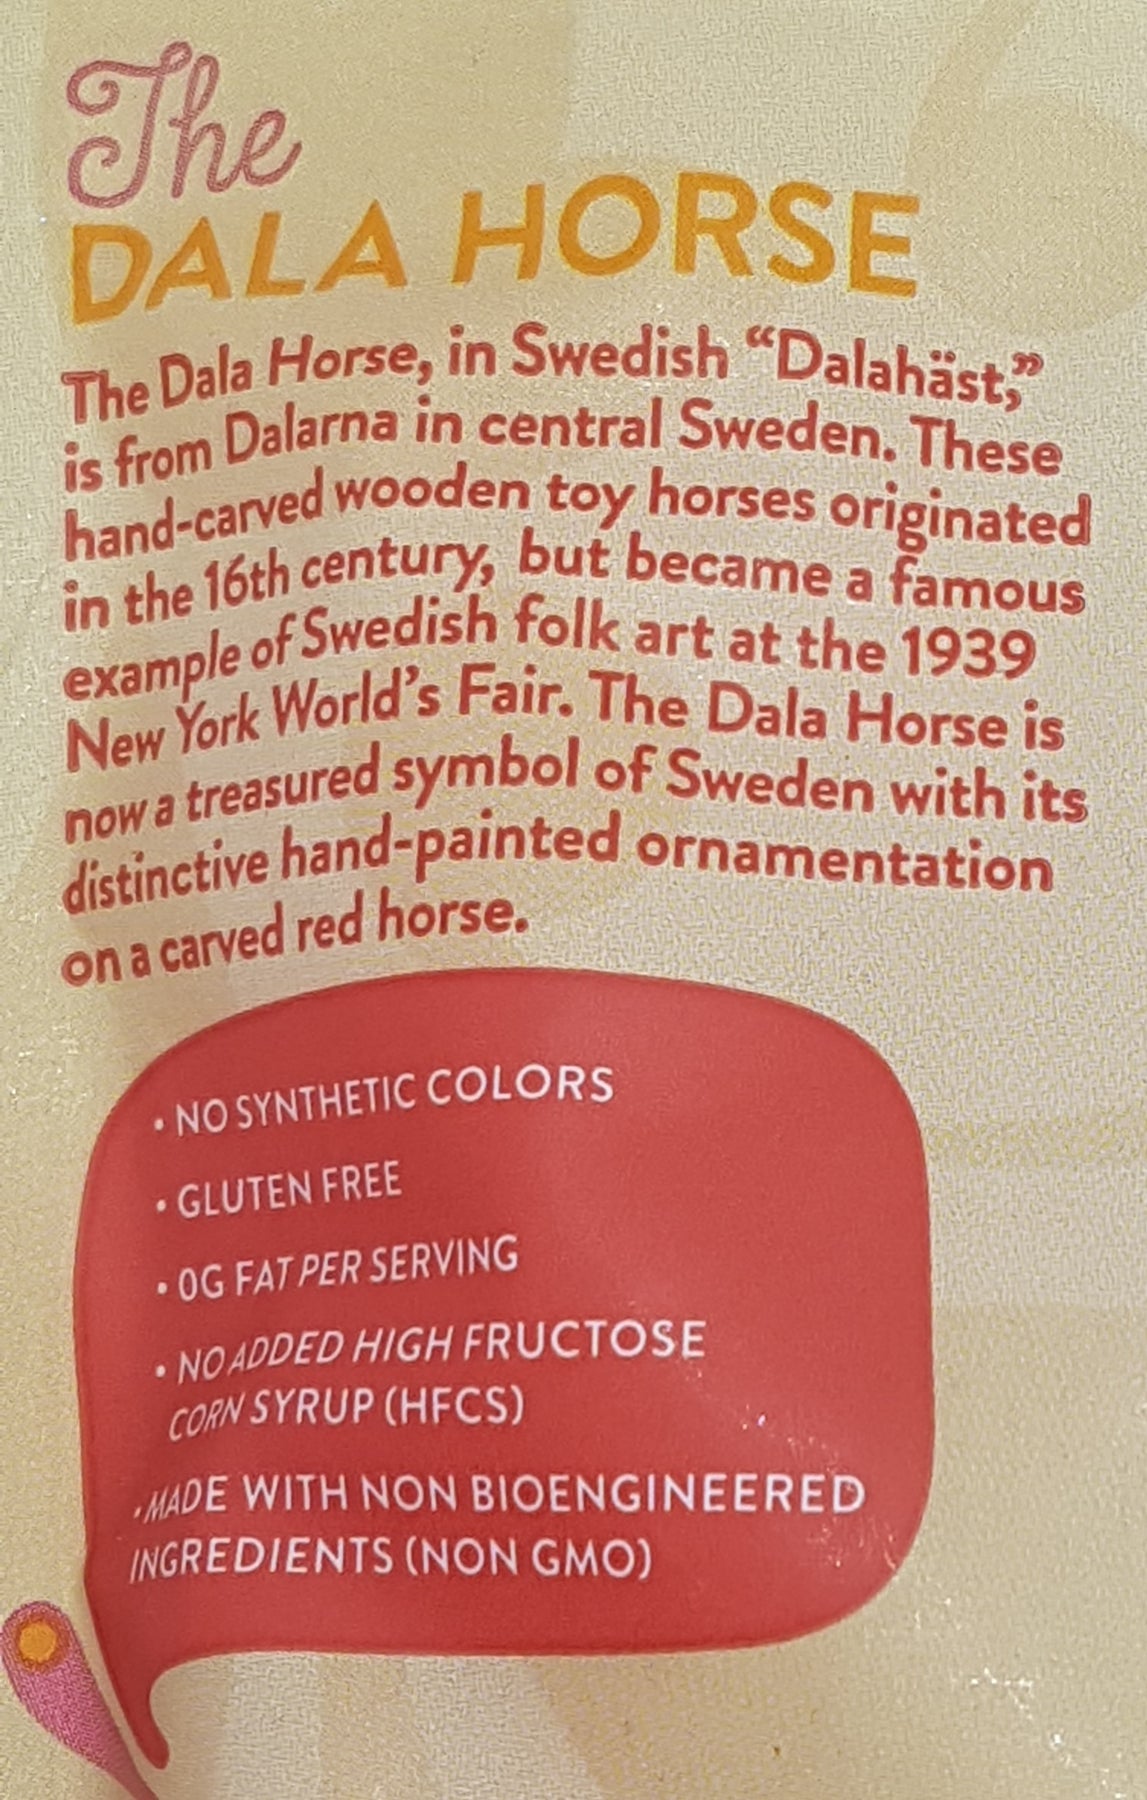 The
DALA HORSE
The Dala Horse, in Swedish “Dalahäst,”
is from Dalarna in central Sweden. These
hand-carved wooden toy horses originated
in the 16th century, but became a famous
example of Swedish folk art at the 1939
New York World’s Fair. The Dala Horse is
now a treasured symbol of Sweden with its
distinctive hand-painted ornamentation
on a carved red horse.
• NO SYNTHETIC COLORS
• GLUTEN FREE
• 0G FAT PER SERVING
• NO ADDED HIGH FRUCTOSE
CORN SYRUP (HFCS)
• MADE WITH NON BIOENGINEERED
INGREDIENTS (NON GMO)